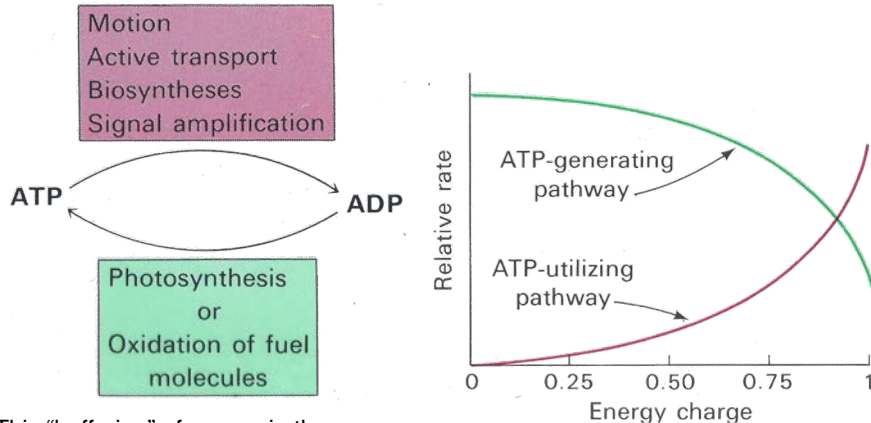 Motion
Active transport
Biosyntheses
Signal amplification
ATP
ADP
Photosynthesis
or
Oxidation of fuel
molecules
Relative rate
ATP-generating
pathway
ATP-utilizing
pathway
0 0.25 0.50 0.75 1
Energy charge